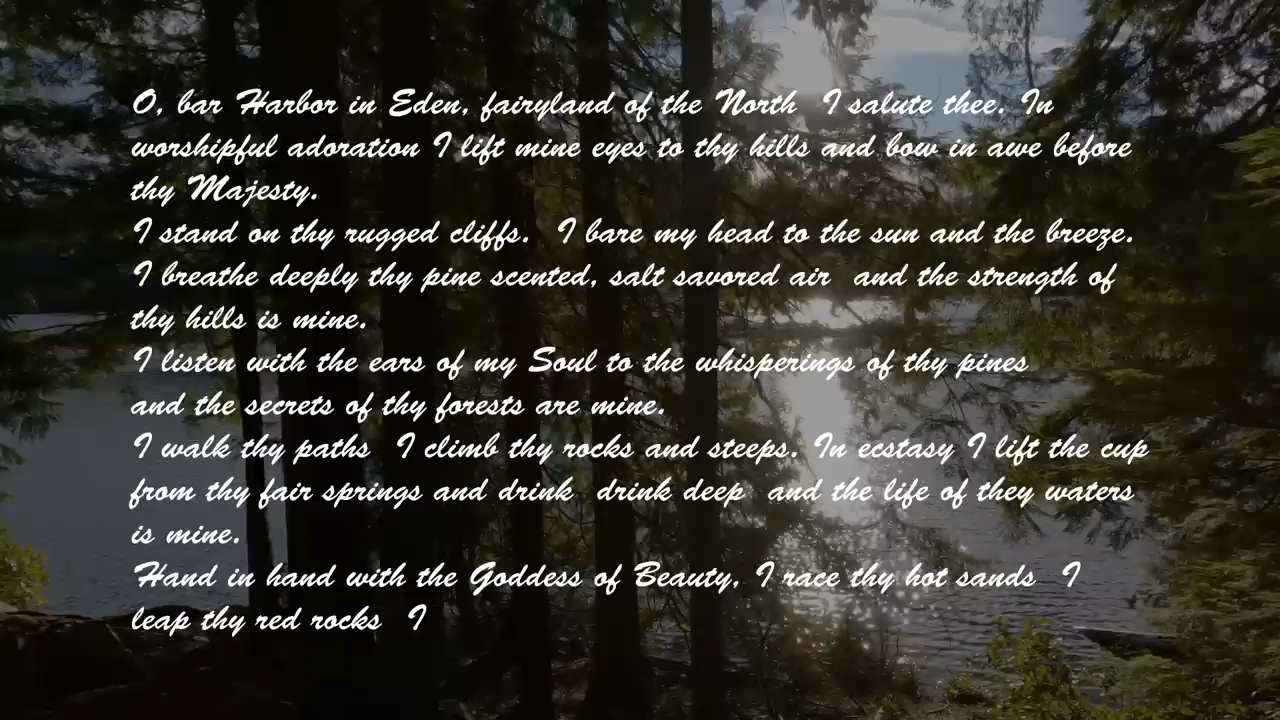 O, bar Harbor in Eden, fairyland of the North  I salute thee. In
worshipful adoration I lift mine eyes to thy hills and bow in awe before
thy Majesty.
I stand on thy rugged cliffs.  I bare my head to the sun and the breeze.
I breathe deeply thy pine scented, salt savored air  and the strength of
thy hills is mine.
I listen with the ears of my Soul to the whisperings of thy pines
and the secrets of thy forests are mine.
I walk thy paths  I climb thy rocks and steeps. In ecstasy I lift the cup
from thy fair springs and drink  drink deep  and the life of they waters
is mine.
Hand in hand with the Goddess of Beauty, I race thy hot sands  I
leap thy red rocks  I